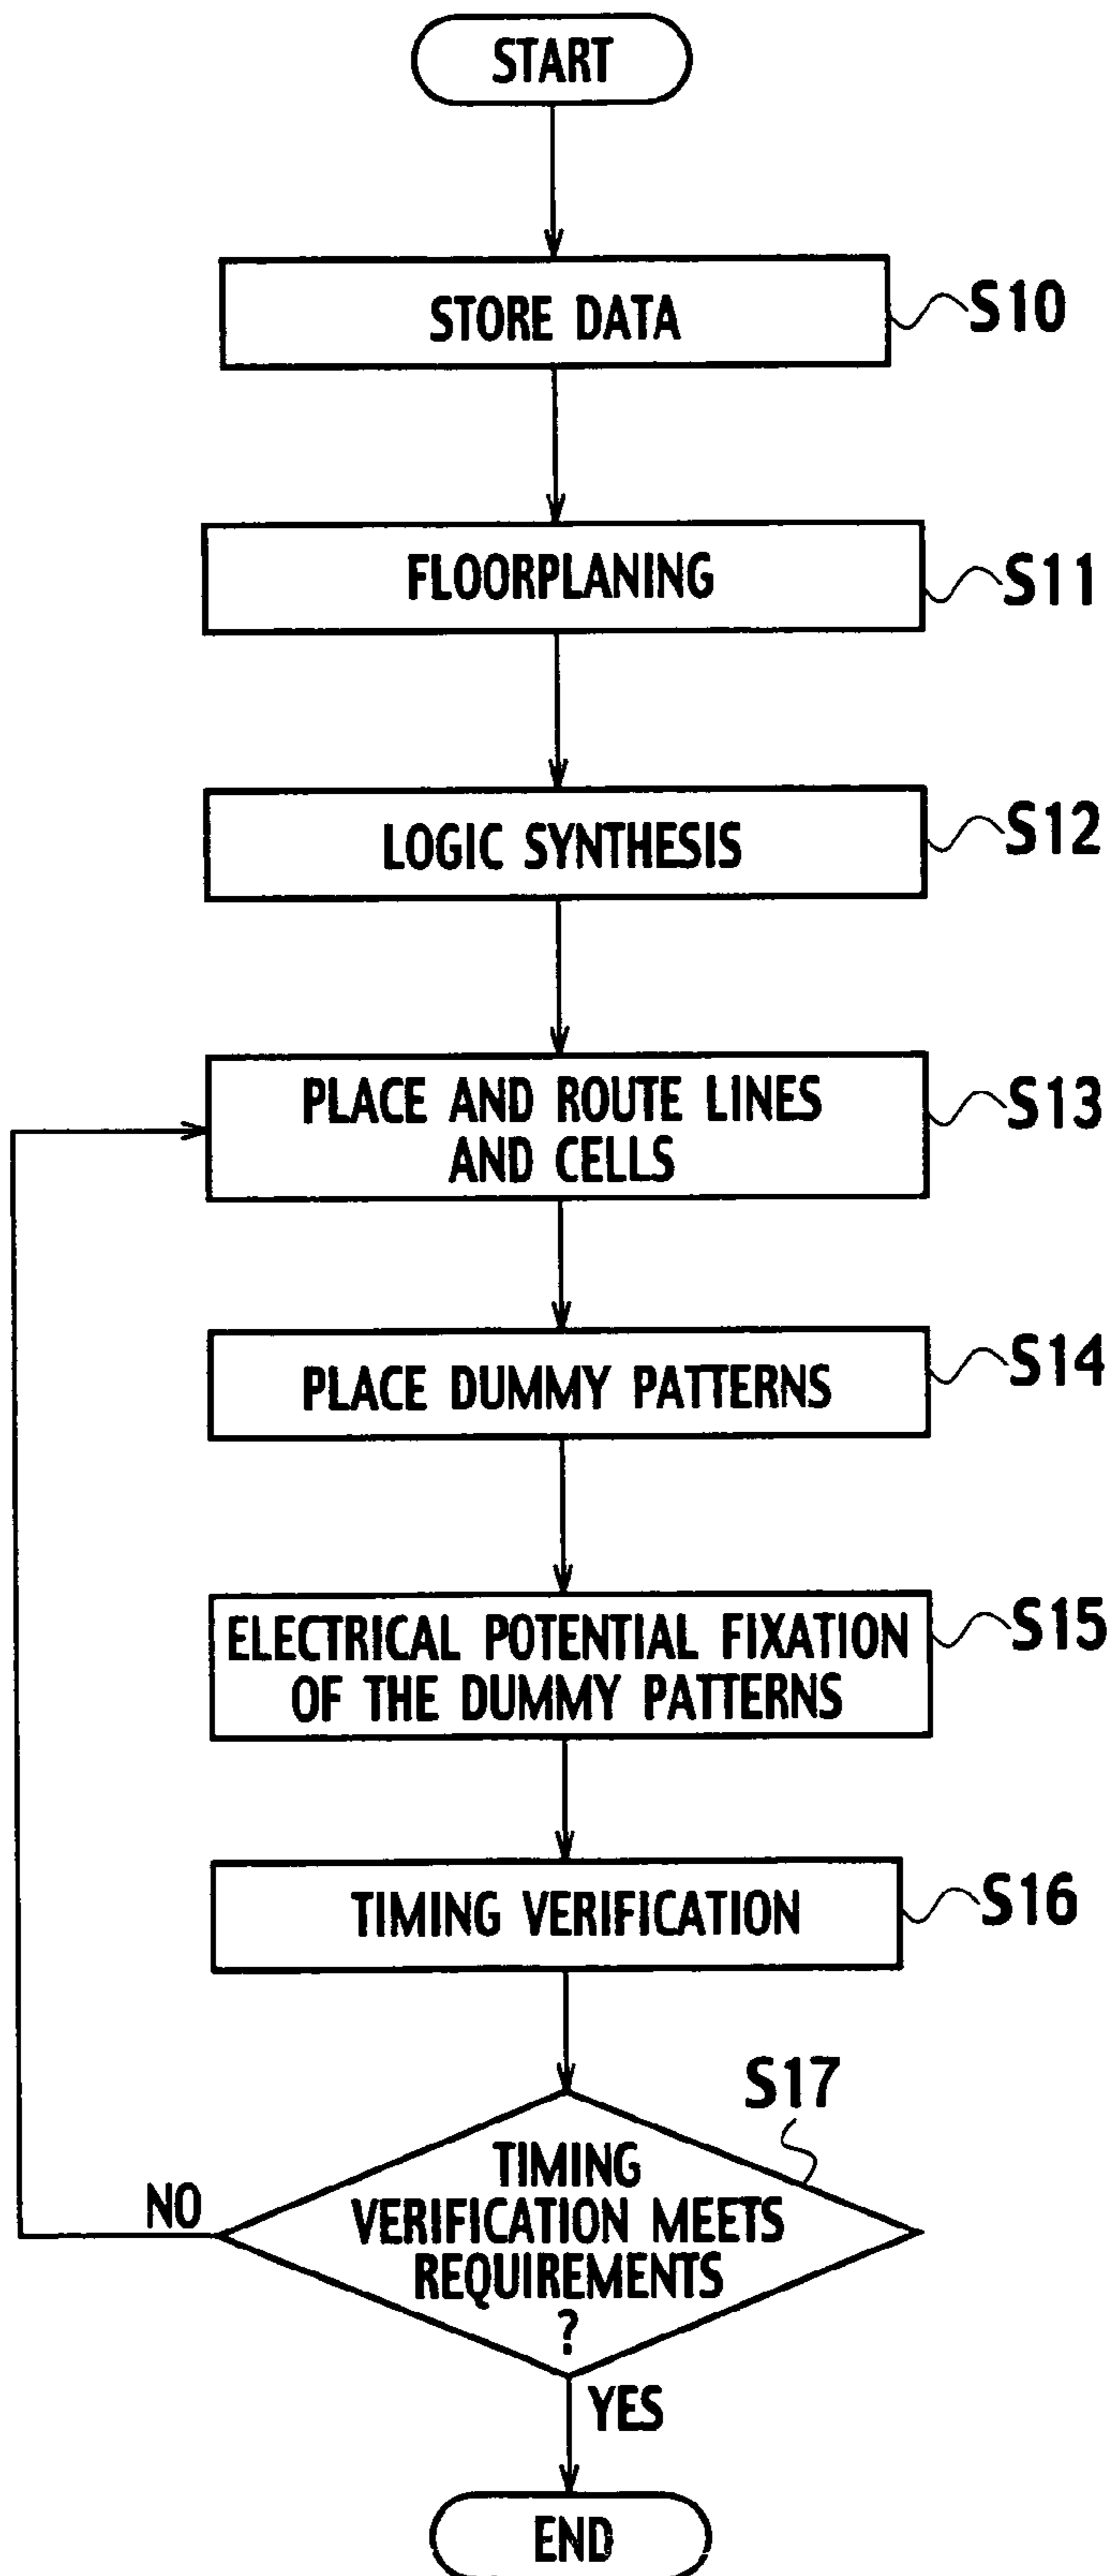 START
STORE DATA
S10
FLOORPLANING
S11
LOGIC SYNTHESIS
S12
PLACE AND ROUTE LINES
AND CELLS
S13
PLACE DUMMY PATTERNS
S14
ELECTRICAL POTENTIAL FIXATION
OF THE DUMMY PATTERNS
S15
TIMING VERIFICATION
S16
S17
TIMING
VERIFICATION MEETS
REQUIREMENTS
?
NO
YES
END